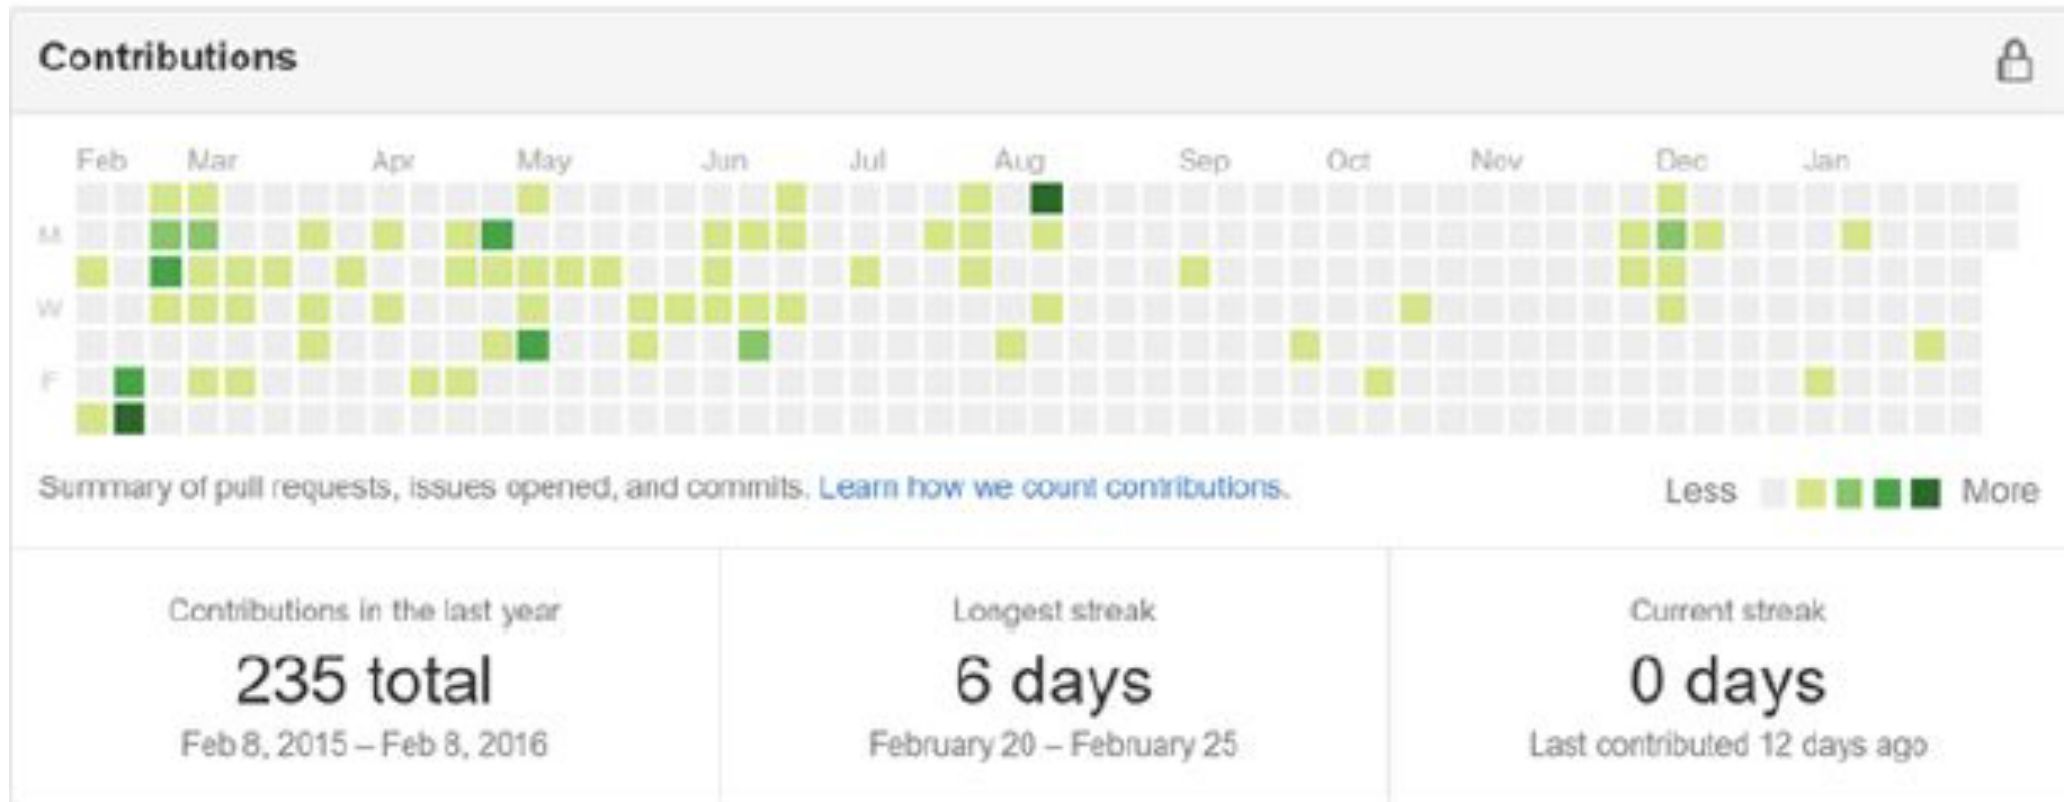 Contributions
Feb Mar Apr May Jun Jul Aug Sep Oct Nov Dec Jan
M
W
F
Summary of pull requests, issues opened, and commits. Learn how we count contributions.
Less More
Contributions in the last year
235 total
Feb 8, 2015 – Feb 8, 2016
Longest streak
6 days
February 20 – February 25
Current streak
0 days
Last contributed 12 days ago